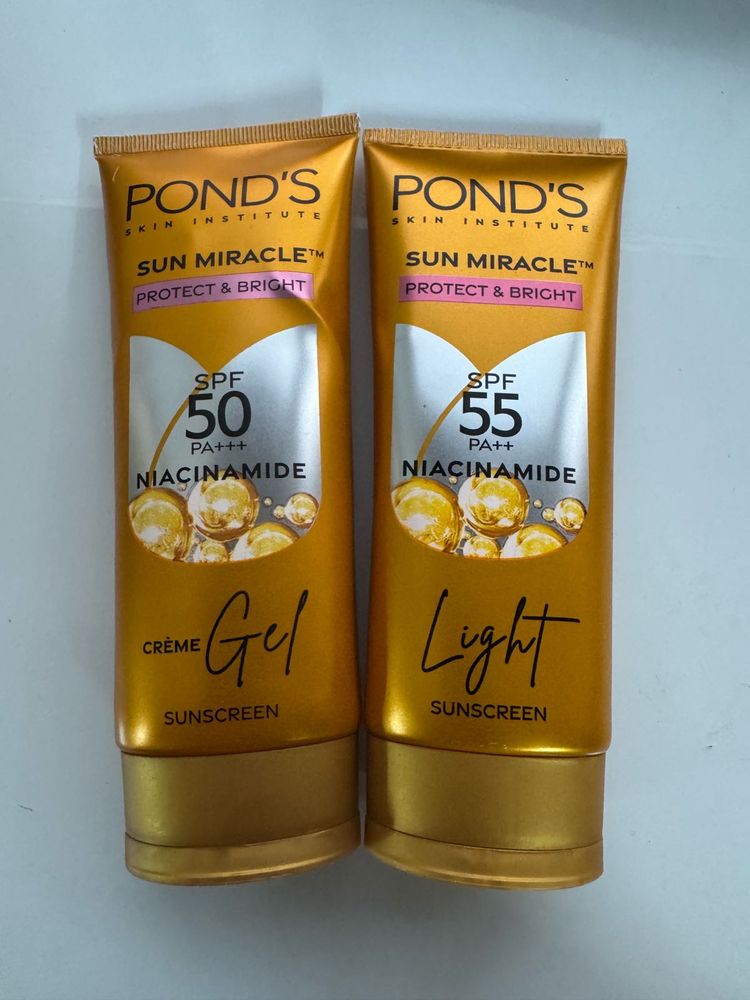 POND'S
SKIN INSTITUTE
SUN MIRACLE™
PROTECT & BRIGHT
SPF
50
PA+++
NIACINAMIDE
CRÈME Gel
SUNSCREEN
POND'S
SKIN INSTITUTE
SUN MIRACLE™
PROTECT & BRIGHT
SPF
55
PA++
NIACINAMIDE
Light
SUNSCREEN